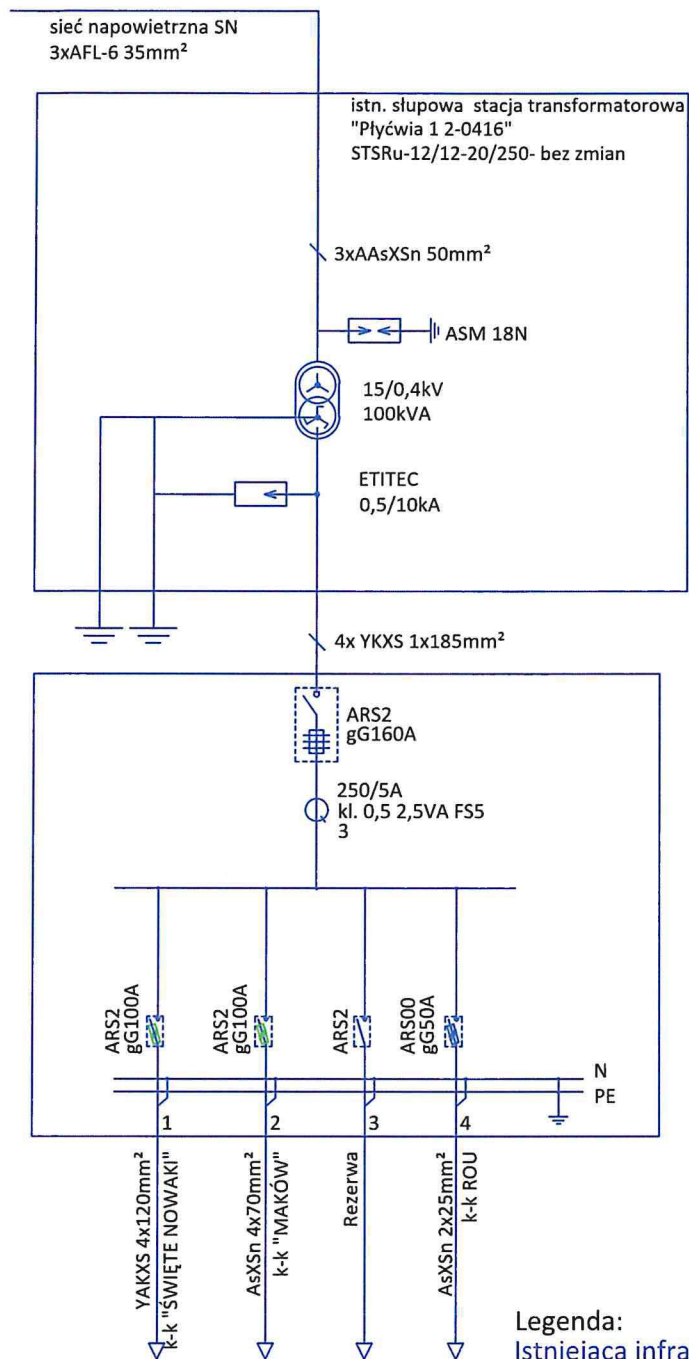 sieć napowietrzna SN
3xAFL-6 35mm²
istn. słupowa stacja transformatorowa
"Płyćwia 1 2-0416"
STSRu-12/12-20/250- bez zmian
3xAAsXSn 50mm²
ASM 18N
15/0,4kV
100kVA
ETITEC
0,5/10kA
4x YKXS 1x185mm²
ARS2
gG160A
250/5A
kl. 0,5 2,5VA FS5
3
ARS2
gG100A
ARS2
gG100A
ARS2
ARS00
gG50A
N
PE
1
2
3
4
YAKXS 4x120mm²
k-k "ŚWIĘTE NOWAKI"
AsXSn 4x70mm²
k-k "MAKÓW"
Rezerwa
AsXSn 2x25mm²
k-k ROU
Legenda:
Istniejąca infra